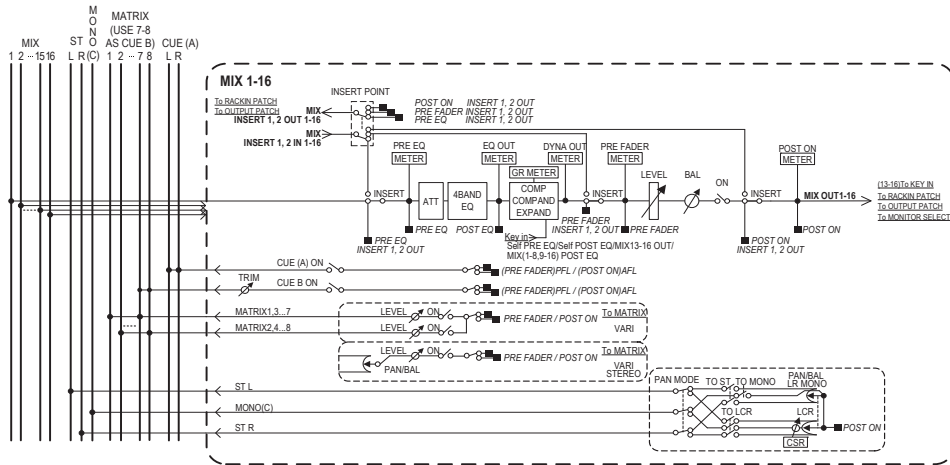 M
O
N
O
(C)
MATRIX
(USE 7-8
AS CUE B)
MIX
ST
CUE (A)
1 2 ···15 16
L R
1 2 ··· 7 8
L R
MIX 1-16
INSERT POINT
To RACKIN PATCH
To OUTPUT PATCH
MIX
INSERT 1, 2 OUT 1-16
POST ON INSERT 1, 2 OUT
PRE FADER INSERT 1, 2 OUT
PRE EQ INSERT 1, 2 OUT
MIX
INSERT 1, 2 IN 1-16
PRE EQ
METER
EQ OUT
METER
DYNA OUT
METER
PRE FADER
METER
POST ON
METER
GR METER
LEVEL
BAL
ON
INSERT
ATT
4BAND
EQ
COMP
COMPAND
EXPAND
INSERT
INSERT
MIX OUT1-16
(13-16)To KEY IN
To RACKIN PATCH
To OUTPUT PATCH
To MONITOR SELECT
PRE EQ
INSERT 1, 2 OUT
PRE EQ
POST EQ
Key in
Self PRE EQ/Self POST EQ/MIX13-16 OUT/
MIX(1-8,9-16) POST EQ
PRE FADER
INSERT 1, 2 OUT
PRE FADER
POST ON
INSERT 1, 2 OUT
POST ON
CUE (A) ON
(PRE FADER)PFL / (POST ON)AFL
TRIM
CUE B ON
(PRE FADER)PFL / (POST ON)AFL
MATRIX1,3...7
LEVEL
ON
PRE FADER / POST ON
To MATRIX
VARI
MATRIX2,4...8
LEVEL
ON
LEVEL
ON
PAN/BAL
PRE FADER / POST ON
To MATRIX
VARI
STEREO
ST L
MONO(C)
ST R
PAN MODE
TO ST
TO MONO
PAN/BAL
LR MONO
TO LCR
LCR
CSR
POST ON